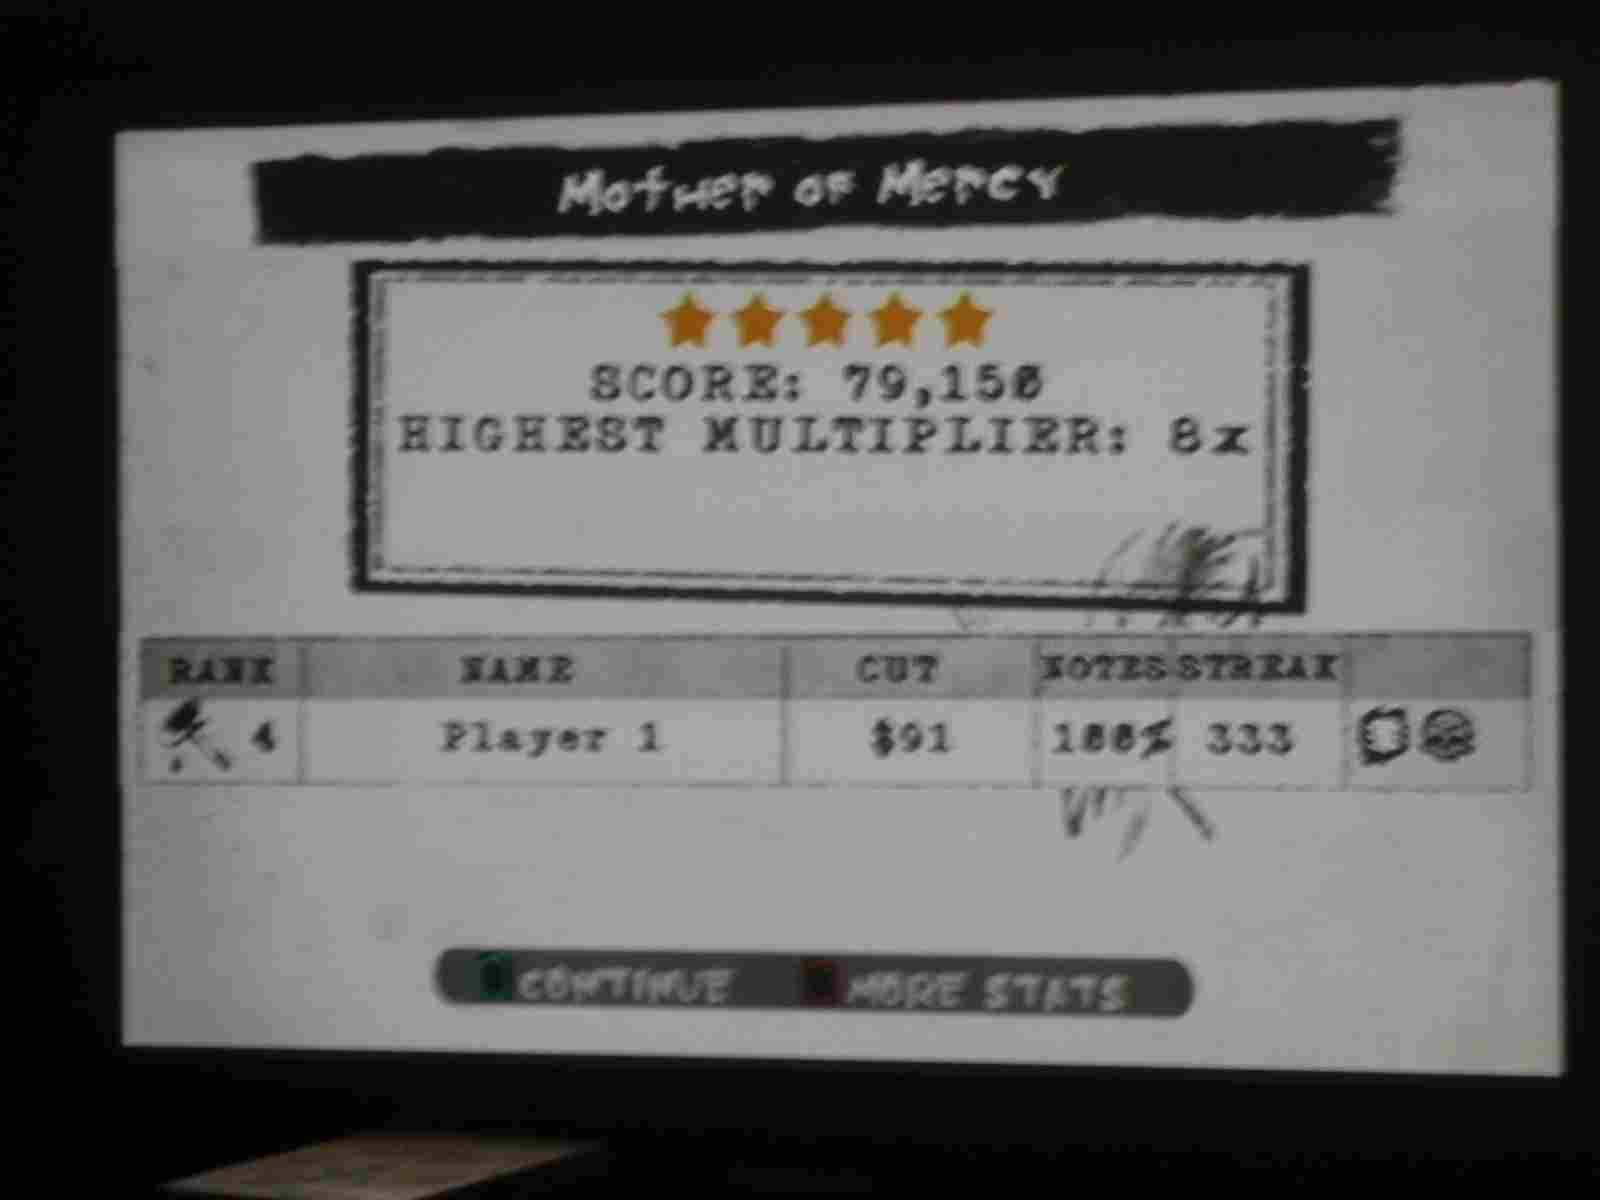 Mother of Mercy
SCORE: 79,150
HIGHEST MULTIPLIER: 8x
RANK NAME CUT NOTES STREAK
4 Player 1 $91 100% 333
CONTINUE MORE STATS